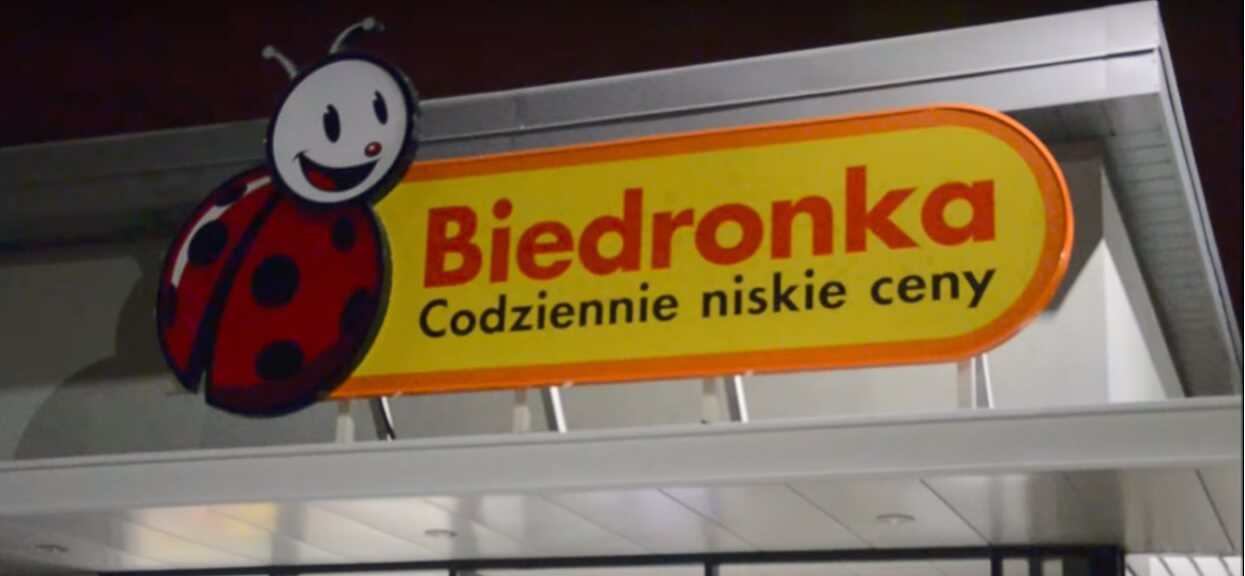 Biedronka
Codziennie niskie ceny